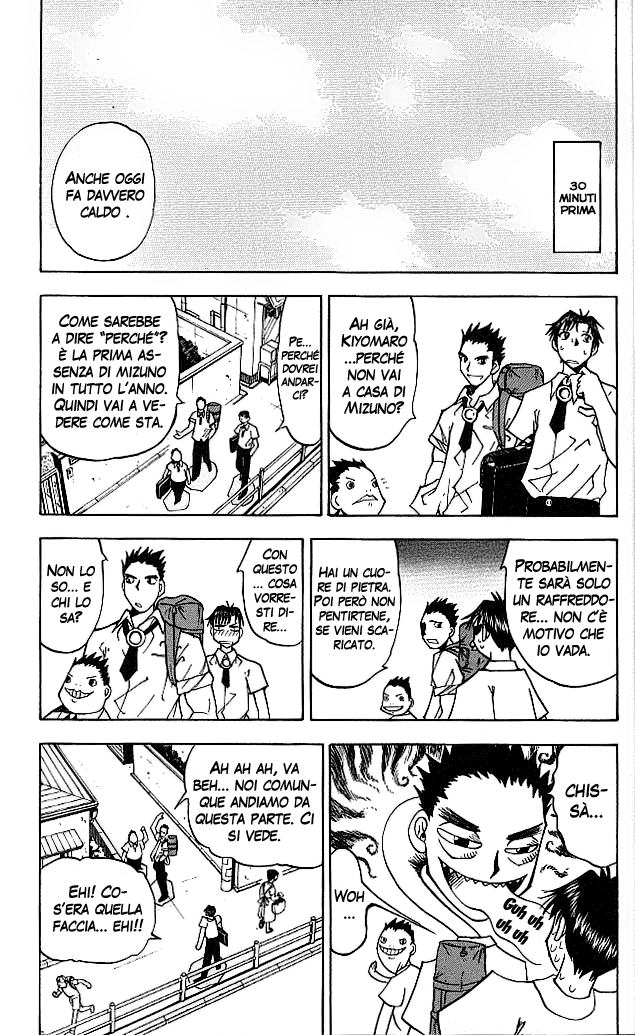 30
MINUTI
PRIMA
ANCHE OGGI
FA DAVVERO
CALDO .
AH GIÀ,
KIYOMARO
...PERCHÉ
NON VAI
A CASA DI
MIZUNO?
PE...
PERCHÉ
DOVREI
ANDAR-
CI?
COME SAREBBE
A DIRE "PERCHÉ"?
È LA PRIMA AS-
SENZA DI MIZUNO
IN TUTTO L'ANNO.
QUINDI VAI A VE-
DERE COME STA.
PROBABILMEN-
TE SARÀ SOLO
UN RAFFREDDO-
RE... NON C'È
MOTIVO CHE
IO VADA.
HAI UN CUO-
RE DI PIETRA.
POI PERÒ NON
PENTIRTENE,
SE VIENI SCA-
RICATO.
CON
QUESTO
... COSA
VORRE-
STI DI-
RE...
NON LO
SO... E
CHI LO
SA?
CHIS-
SÀ...
GUH UH
UH UH
WOH
...
AH AH AH, VA
BEH... NOI COMUN-
QUE ANDIAMO DA
QUESTA PARTE. CI
SI VEDE.
EHI! CO-
S'ERA QUELLA
FACCIA... EHI!!